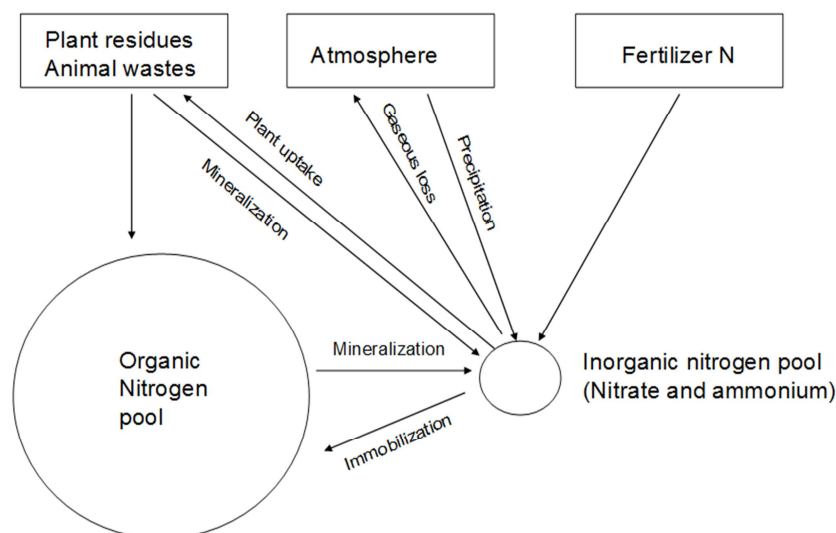 Plant residues
Animal wastes
Atmosphere
Fertilizer N
Plant uptake
Mineralization
Gaseous loss
Precipitation
Organic
Nitrogen
pool
Mineralization
Immobilization
Inorganic nitrogen pool
(Nitrate and ammonium)